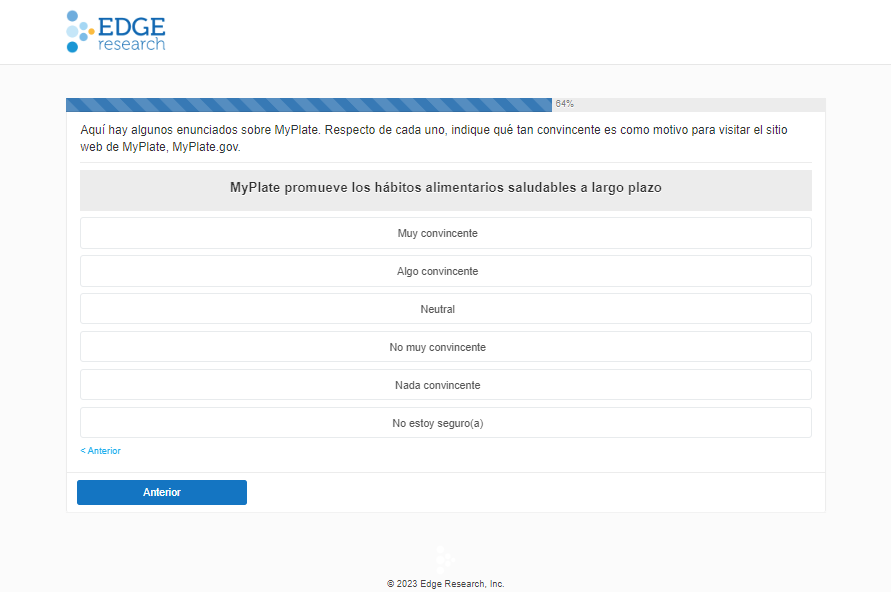 EDGE
research
64%
Aquí hay algunos enunciados sobre MyPlate. Respecto de cada uno, indique qué tan convincente es como motivo para visitar el sitio
web de MyPlate, MyPlate.gov.
MyPlate promueve los hábitos alimentarios saludables a largo plazo
Muy convincente
Algo convincente
Neutral
No muy convincente
Nada convincente
No estoy seguro(a)
< Anterior
Anterior
© 2023 Edge Research, Inc.